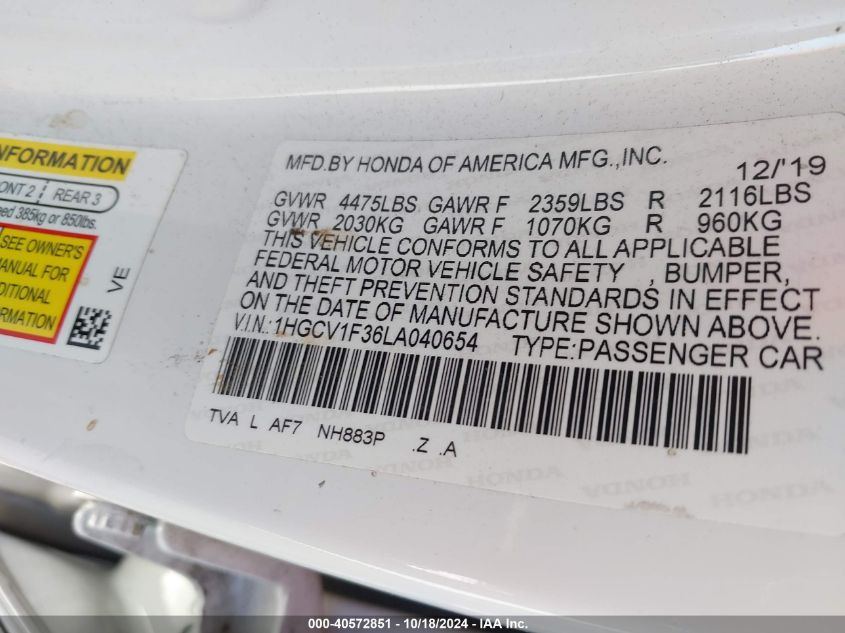 NFORMATION
ONT 2 REAR 3
ed 385kg or 850lbs.
SEE OWNER'S
MANUAL FOR
DITIONAL
FORMATION
VE
MFD.BY HONDA OF AMERICA MFG.,INC. 12/'19
GVWR 4475LBS GAWR F 2359LBS R 2116LBS
GVWR 2030KG GAWR F 1070KG R 960KG
THIS VEHICLE CONFORMS TO ALL APPLICABLE
FEDERAL MOTOR VEHICLE SAFETY , BUMPER,
AND THEFT PREVENTION STANDARDS IN EFFECT
ON THE DATE OF MANUFACTURE SHOWN ABOVE.
V.I.N.:1HGCV1F36LA040654 TYPE:PASSENGER CAR
TVA L AF7 NH883P .Z .A
HONDA HONDA HONDA
000-40572851 - 10/18/2024 - IAA Inc.